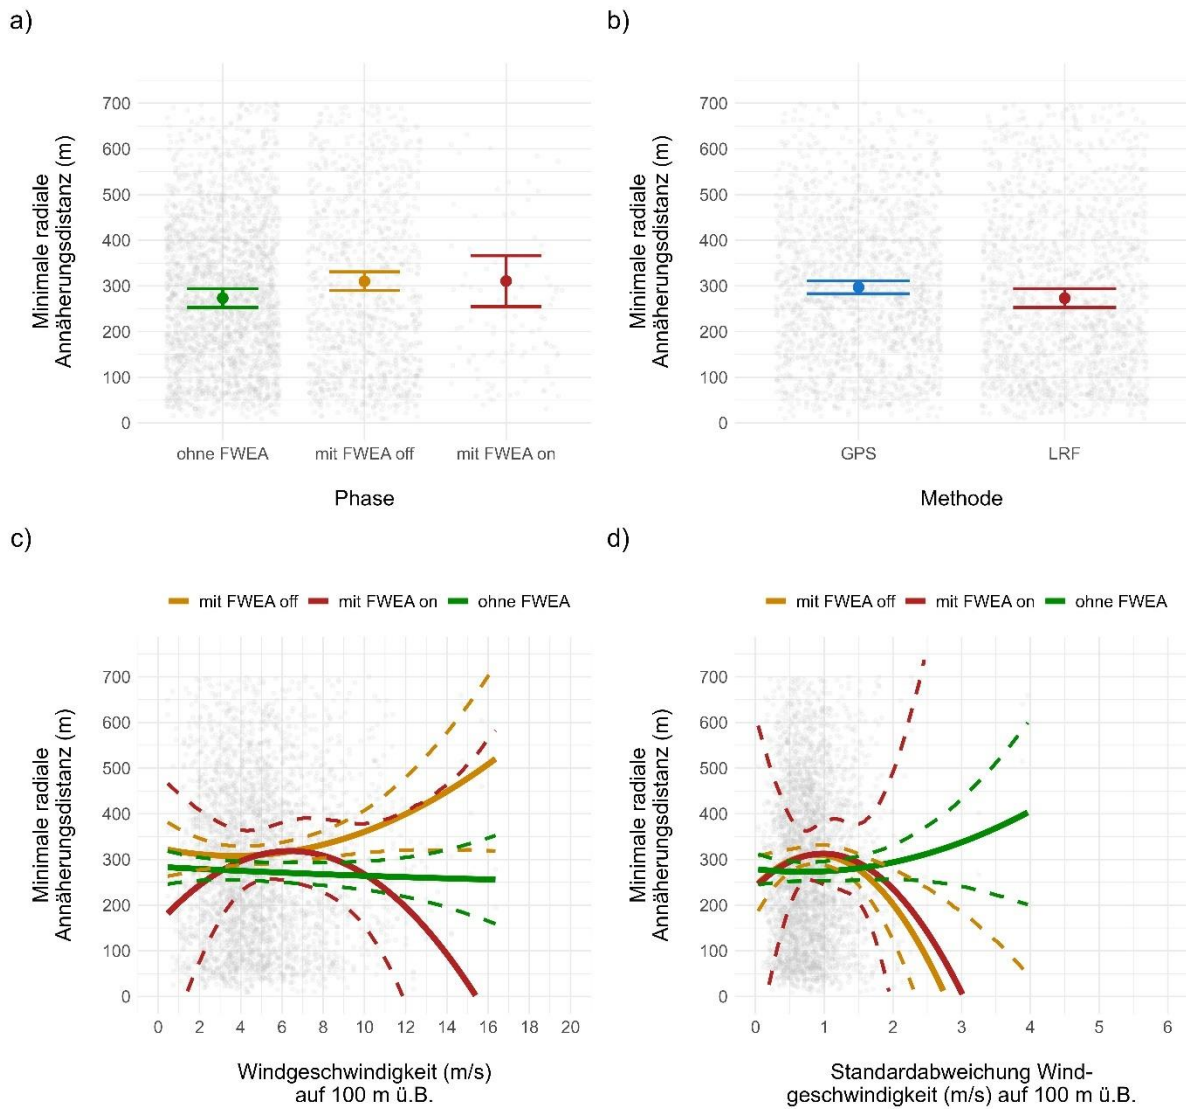 a)
Minimale radiale
Annäherungsdistanz (m)
700
600
500
400
300
200
100
0
ohne FWEA
mit FWEA off
mit FWEA on
Phase
b)
Minimale radiale
Annäherungsdistanz (m)
700
600
500
400
300
200
100
0
GPS
LRF
Methode
c)
mit FWEA off
mit FWEA on
ohne FWEA
Minimale radiale
Annäherungsdistanz (m)
700
600
500
400
300
200
100
0
0 2 4 6 8 10 12 14 16 18 20
Windgeschwindigkeit (m/s)
auf 100 m ü.B.
d)
mit FWEA off
mit FWEA on
ohne FWEA
Minimale radiale
Annäherungsdistanz (m)
700
600
500
400
300
200
100
0
0 1 2 3 4 5 6
Standardabweichung Wind-
geschwindigkeit (m/s) auf 100 m ü.B.